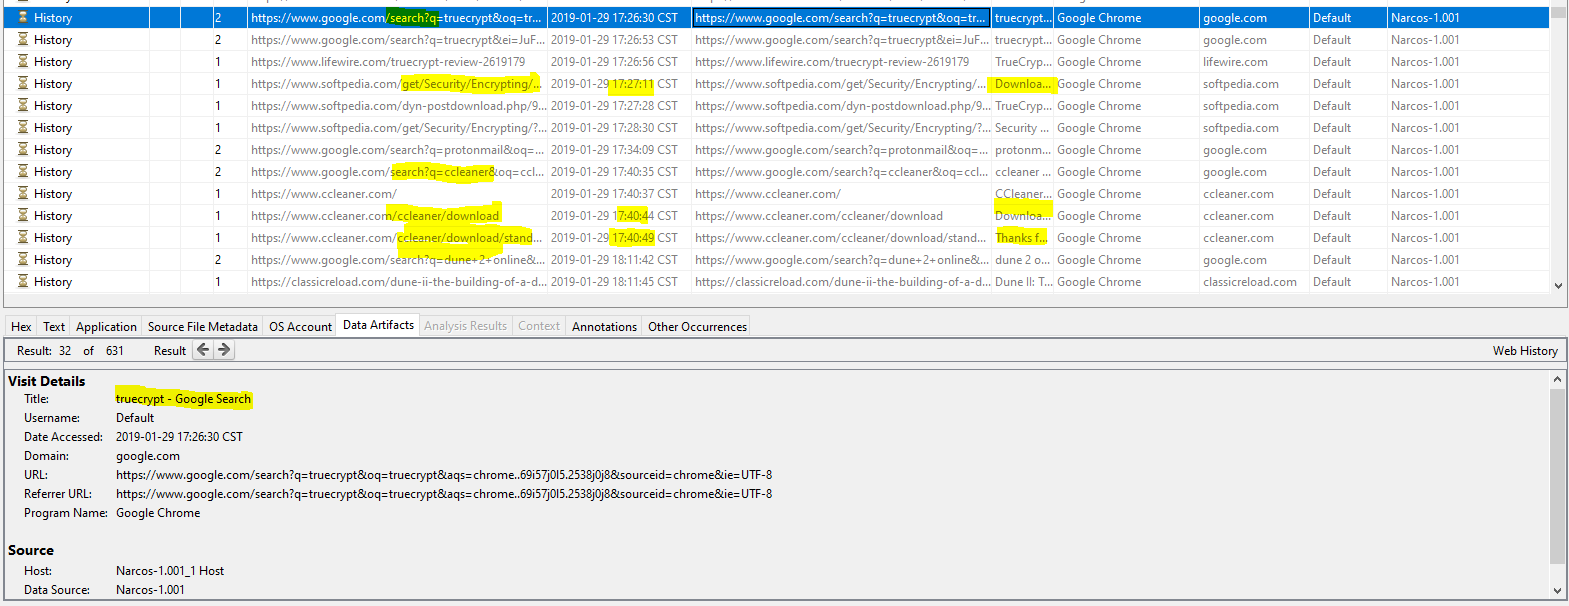 History 2 https://www.google.com/search?q=truecrypt&oq=tr... 2019-01-29 17:26:30 CST https://www.google.com/search?q=truecrypt&oq=tr... truecrypt... Google Chrome google.com Default Narcos-1.001
History 2 https://www.google.com/search?q=truecrypt&ei=JuF... 2019-01-29 17:26:53 CST https://www.google.com/search?q=truecrypt&ei=JuF... truecrypt... Google Chrome google.com Default Narcos-1.001
History 1 https://www.lifewire.com/truecrypt-review-2619179 2019-01-29 17:26:56 CST https://www.lifewire.com/truecrypt-review-2619179 TrueCryp... Google Chrome lifewire.com Default Narcos-1.001
History 1 https://www.softpedia.com/get/Security/Encrypting/... 2019-01-29 17:27:11 CST https://www.softpedia.com/get/Security/Encrypting/... Downloa... Google Chrome softpedia.com Default Narcos-1.001
History 1 https://www.softpedia.com/dyn-postdownload.php/9... 2019-01-29 17:27:28 CST https://www.softpedia.com/dyn-postdownload.php/9... TrueCryp... Google Chrome softpedia.com Default Narcos-1.001
History 1 https://www.softpedia.com/get/Security/Encrypting/?... 2019-01-29 17:28:30 CST https://www.softpedia.com/get/Security/Encrypting/?... Security ... Google Chrome softpedia.com Default Narcos-1.001
History 2 https://www.google.com/search?q=protonmail&oq=... 2019-01-29 17:34:09 CST https://www.google.com/search?q=protonmail&oq=... protonm... Google Chrome google.com Default Narcos-1.001
History 2 https://www.google.com/search?q=ccleaner&oq=ccl... 2019-01-29 17:40:35 CST https://www.google.com/search?q=ccleaner&oq=ccl... ccleaner ... Google Chrome google.com Default Narcos-1.001
History 1 https://www.ccleaner.com/ 2019-01-29 17:40:37 CST https://www.ccleaner.com/ CCleaner... Google Chrome ccleaner.com Default Narcos-1.001
History 1 https://www.ccleaner.com/ccleaner/download 2019-01-29 17:40:44 CST https://www.ccleaner.com/ccleaner/download Downloa... Google Chrome ccleaner.com Default Narcos-1.001
History 1 https://www.ccleaner.com/ccleaner/download/stand... 2019-01-29 17:40:49 CST https://www.ccleaner.com/ccleaner/download/stand... Thanks f... Google Chrome ccleaner.com Default Narcos-1.001
History 2 https://www.google.com/search?q=dune+2+online&... 2019-01-29 18:11:42 CST https://www.google.com/search?q=dune+2+online&... dune 2 o... Google Chrome google.com Default Narcos-1.001
History 1 https://classicreload.com/dune-ii-the-building-of-a-d... 2019-01-29 18:11:45 CST https://classicreload.com/dune-ii-the-building-of-a-d... Dune II: T... Google Chrome classicreload.com Default Narcos-1.001
Hex Text Application Source File Metadata OS Account Data Artifacts Analysis Results Context Annotations Other Occurrences
Result: 32 of 631 Result Web History
Visit Details
Title: truecrypt - Google Search
Username: Default
Date Accessed: 2019-01-29 17:26:30 CST
Domain: google.com
URL: https://www.google.com/search?q=truecrypt&oq=truecrypt&aqs=chrome..69i57j0l5.2538j0j8&sourceid=chrome&ie=UTF-8
Referrer URL: https://www.google.com/search?q=truecrypt&oq=truecrypt&aqs=chrome..69i57j0l5.2538j0j8&sourceid=chrome&ie=UTF-8
Program Name: Google Chrome
Source
Host: Narcos-1.001_1 Host
Data Source: Narcos-1.001